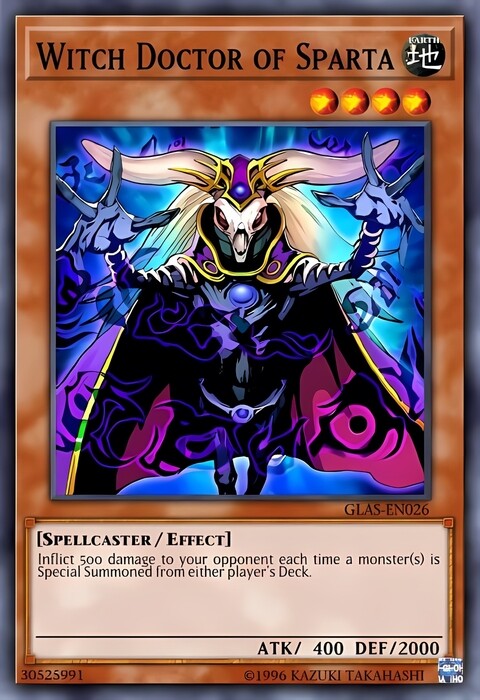 Witch Doctor of Sparta
EARTH
地
GLAS-EN026
[Spellcaster / Effect]
Inflict 500 damage to your opponent each time a monster(s) is
Special Summoned from either player's Deck.
ATK/ 400 DEF/2000
30525991
©1996 KAZUKI TAKAHASHI